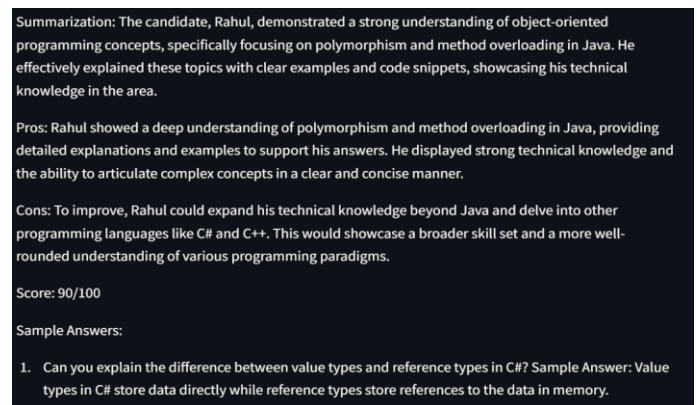 Summarization: The candidate, Rahul, demonstrated a strong understanding of object-oriented
programming concepts, specifically focusing on polymorphism and method overloading in Java. He
effectively explained these topics with clear examples and code snippets, showcasing his technical
knowledge in the area.
Pros: Rahul showed a deep understanding of polymorphism and method overloading in Java, providing
detailed explanations and examples to support his answers. He displayed strong technical knowledge and
the ability to articulate complex concepts in a clear and concise manner.
Cons: To improve, Rahul could expand his technical knowledge beyond Java and delve into other
programming languages like C# and C++. This would showcase a broader skill set and a more well-
rounded understanding of various programming paradigms.
Score: 90/100
Sample Answers:
1. Can you explain the difference between value types and reference types in C#? Sample Answer: Value
types in C# store data directly while reference types store references to the data in memory.